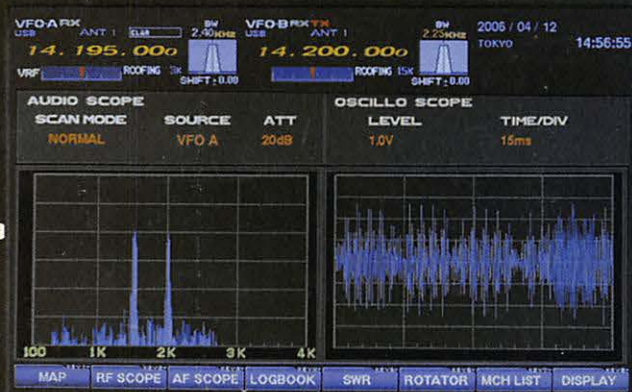 VFO-A RX BW VFO-B RX TX BW 2006 / 04 / 12
USB ANT 1 CLAR 2.40KHz USB ANT 1 2.25KHz TOKYO 14:56:55
14.195.000 14.200.000
VRF ROOFING 3K SHIFT: 0.00 ROOFING 15K SHIFT: 0.00
AUDIO SCOPE OSCILLO SCOPE
SCAN MODE SOURCE ATT LEVEL TIME/DIV
NORMAL VFO A 20dB 1.0V 15ms
100 1K 2K 3K 4K
MAP RF SCOPE AF SCOPE LOGBOOK SWR ROTATOR MCH LIST DISPLAY